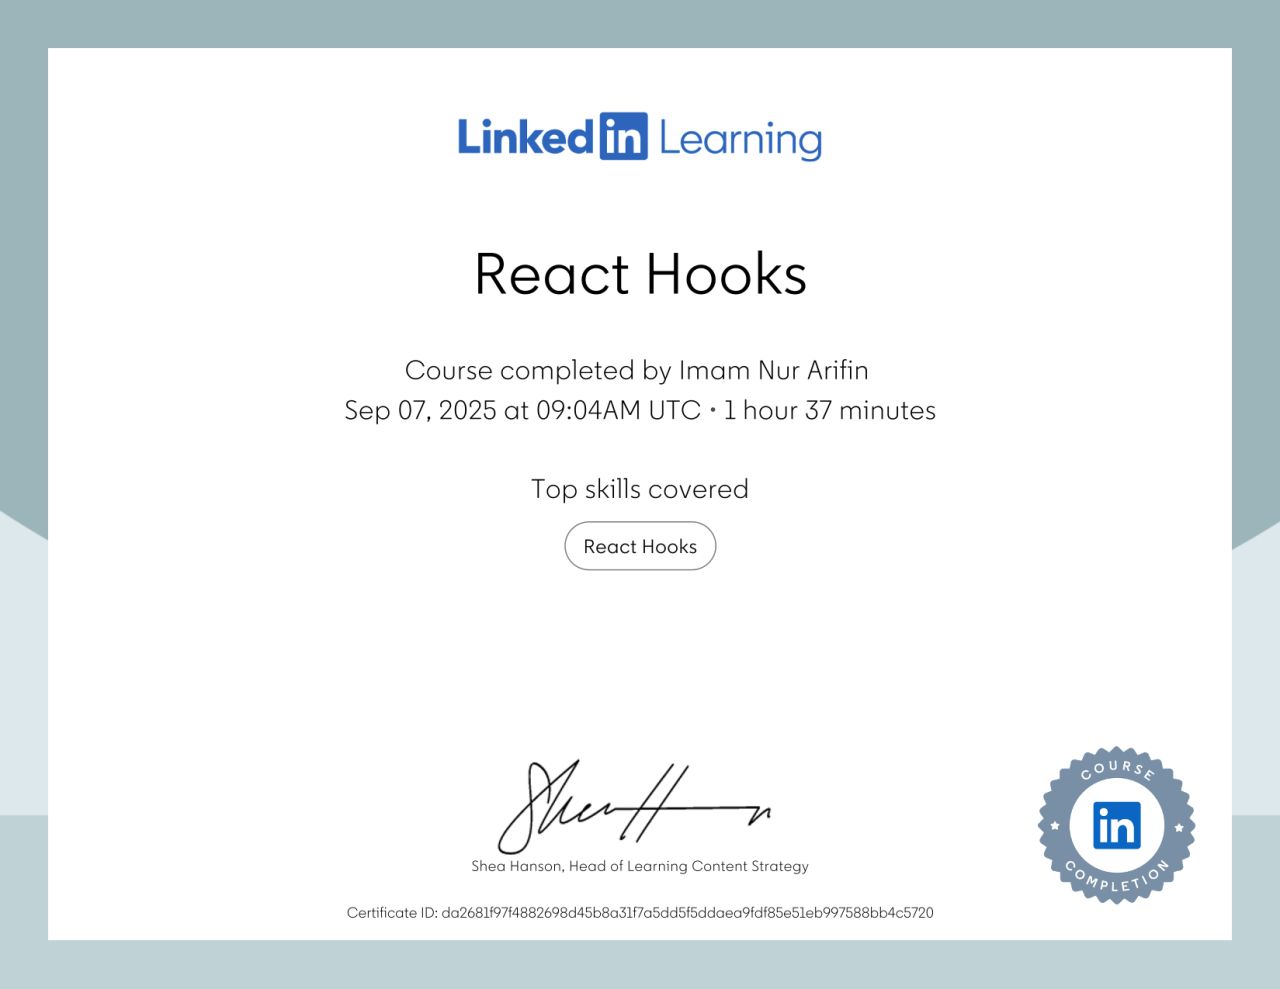 Linked in Learning
React Hooks
Course completed by Imam Nur Arifin
Sep 07, 2025 at 09:04AM UTC • 1 hour 37 minutes
Top skills covered
React Hooks
Shea Hanson, Head of Learning Content Strategy
Certificate ID: da2681f97f4882698d45b8a31f7a5dd5f5ddaea9fdf85e51eb997588bb4c5720
COURSE
in
COMPLETION